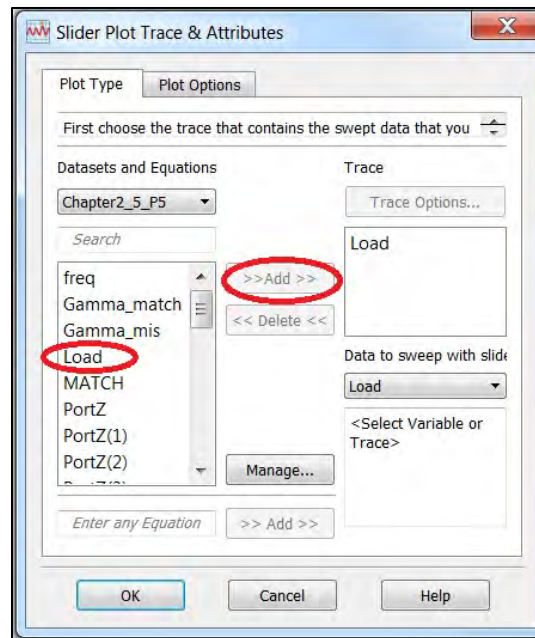 Slider Plot Trace & Attributes
Plot Type
Plot Options
First choose the trace that contains the swept data that you
Datasets and Equations
Trace
Chapter2_5_P5
Trace Options...
Search
Load
freq
>>Add >>
Gamma_match
<< Delete <<
Gamma_mis
Load
Data to sweep with slide
MATCH
Load
PortZ
<Select Variable or
Trace>
PortZ(1)
PortZ(2)
Manage...
Enter any Equation
>> Add >>
OK
Cancel
Help